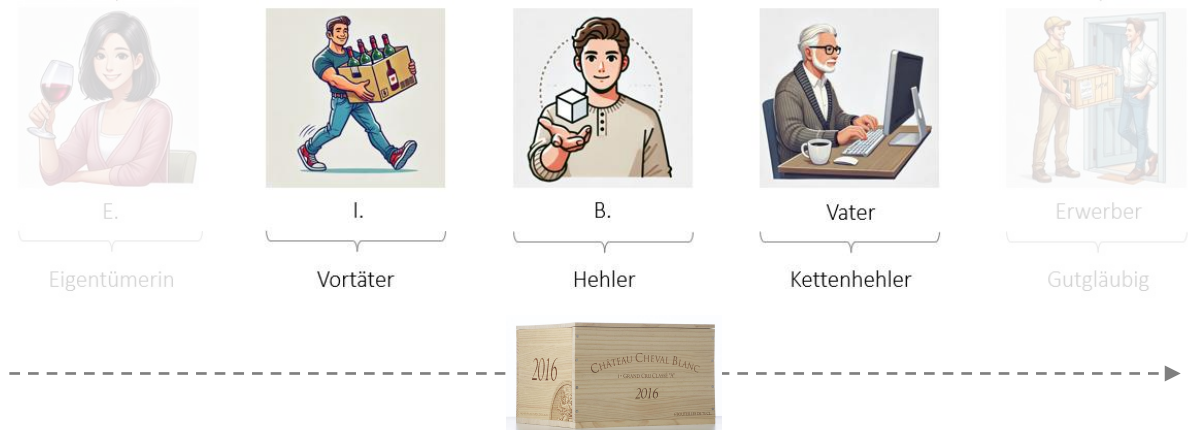 E.
I.
B.
Vater
Erwerber
Eigentümerin
Vortäter
Hehler
Kettenhehler
Gutgläubig
2016
CHÂTEAU CHEVAL BLANC
1ER GRAND CRU CLASSÉ "A"
2016